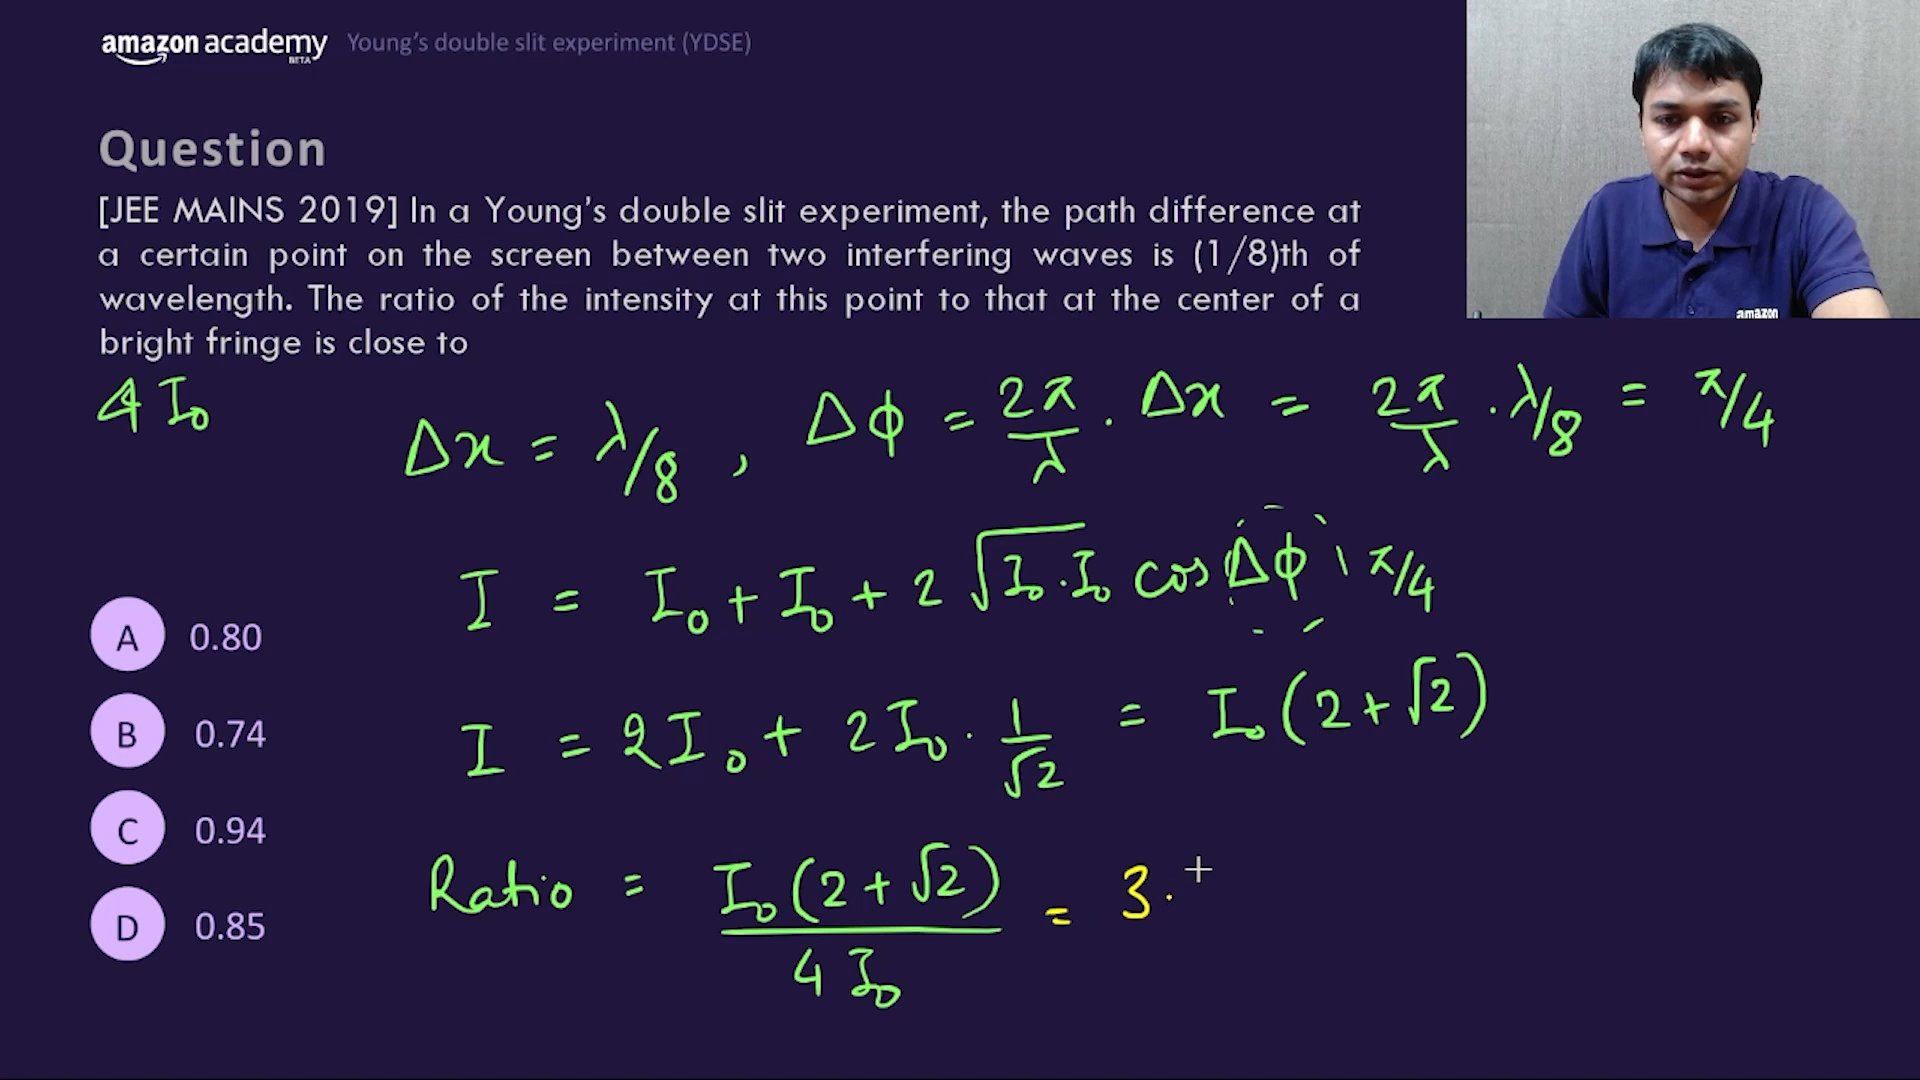 amazon academy BETA Young's double slit experiment (YDSE)
amazon
Question
[JEE MAINS 2019] In a Young's double slit experiment, the path difference at
a certain point on the screen between two interfering waves is (1/8)th of
wavelength. The ratio of the intensity at this point to that at the center of a
bright fringe is close to
4 I₀
Δx = λ/8 , Δϕ = 2π/λ · Δx = 2π/λ · λ/8 = π/4
I = I₀ + I₀ + 2 √(I₀·I₀) cos Δϕ π/4
A 0.80
I = 2I₀ + 2I₀ · 1/√2 = I₀(2+√2)
B 0.74
C 0.94
Ratio = I₀(2+√2)/4 I₀ = 3.
D 0.85